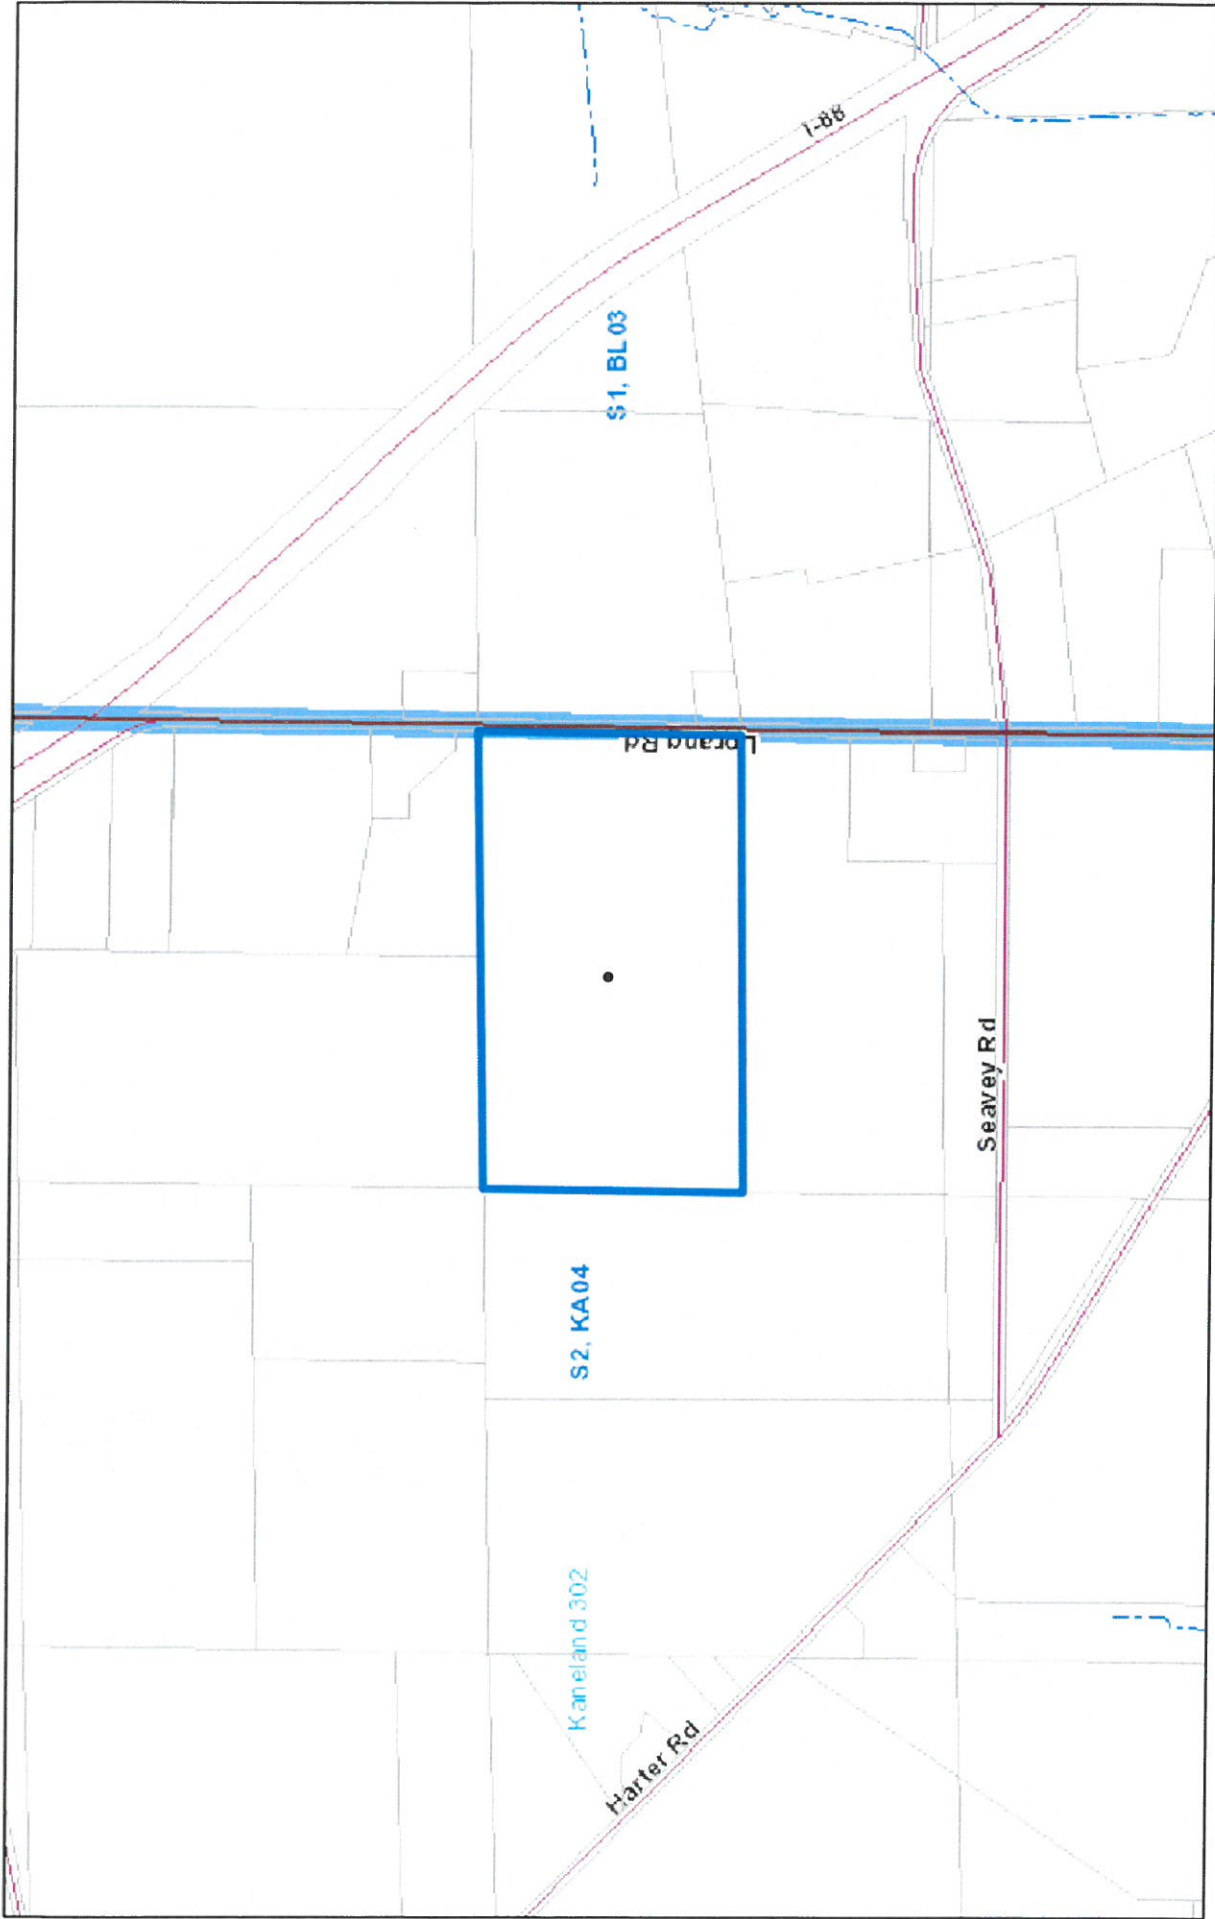 I-88
S1, BL03
Lorang Rd
Seavey Rd
S2, KA04
Kaneland 302
Harter Rd